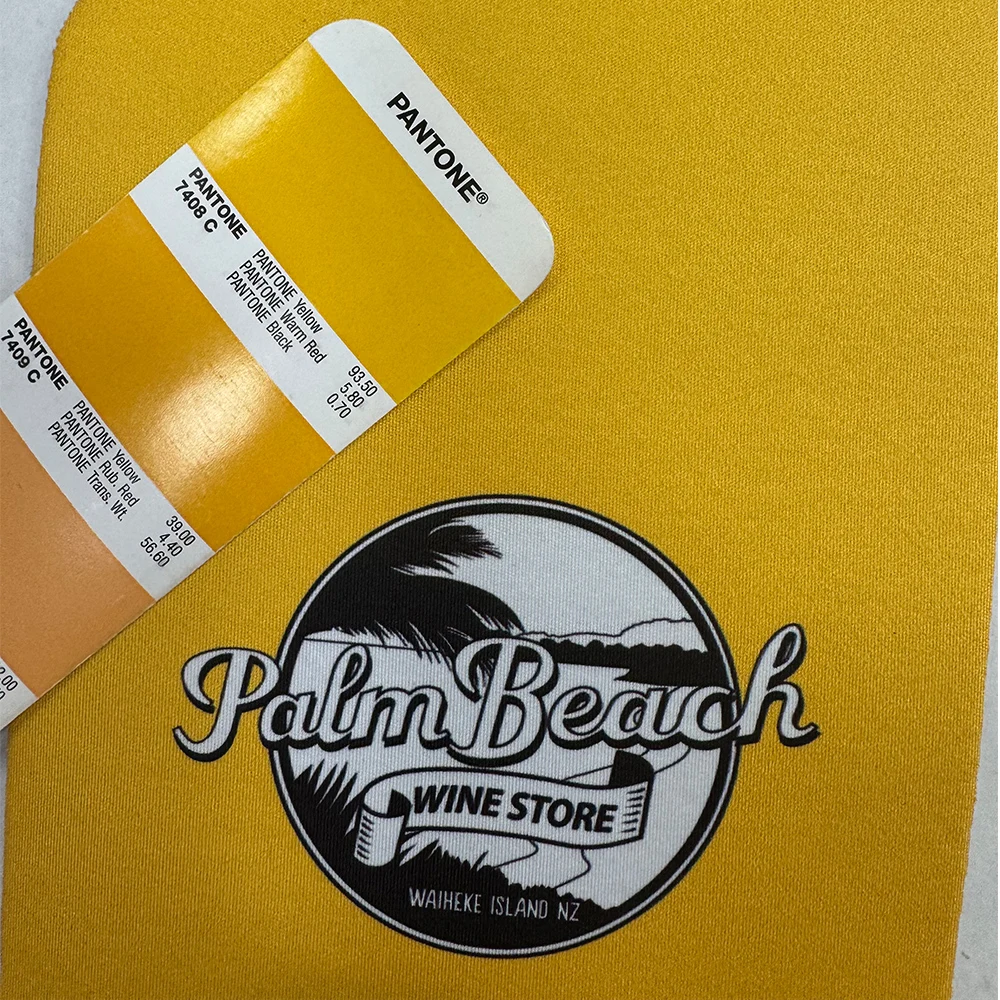 PANTONE®
PANTONE
7408 C
PANTONE Yellow 93.50
PANTONE Warm Red 5.80
PANTONE Black 0.70
PANTONE
7409 C
PANTONE Yellow 39.00
PANTONE Rub. Red 4.40
PANTONE Trans. Wt. 56.60
Palm Beach
WINE STORE
WAIHEKE ISLAND NZ